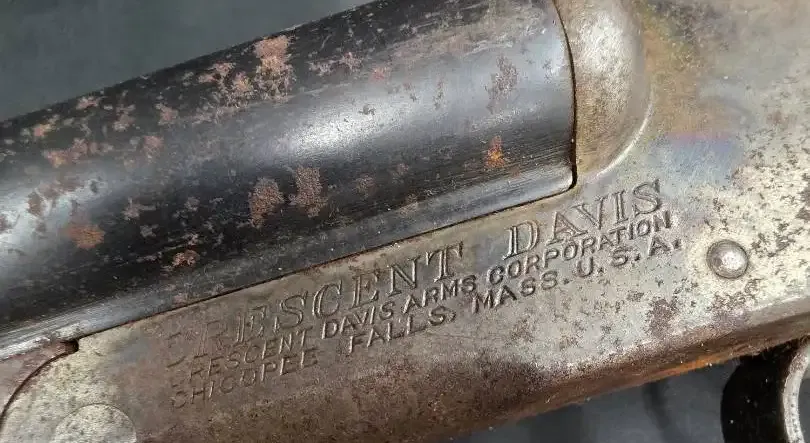 CRESCENT DAVIS
CRESCENT DAVIS ARMS CORPORATION
CHICOPEE FALLS, MASS. U.S.A.